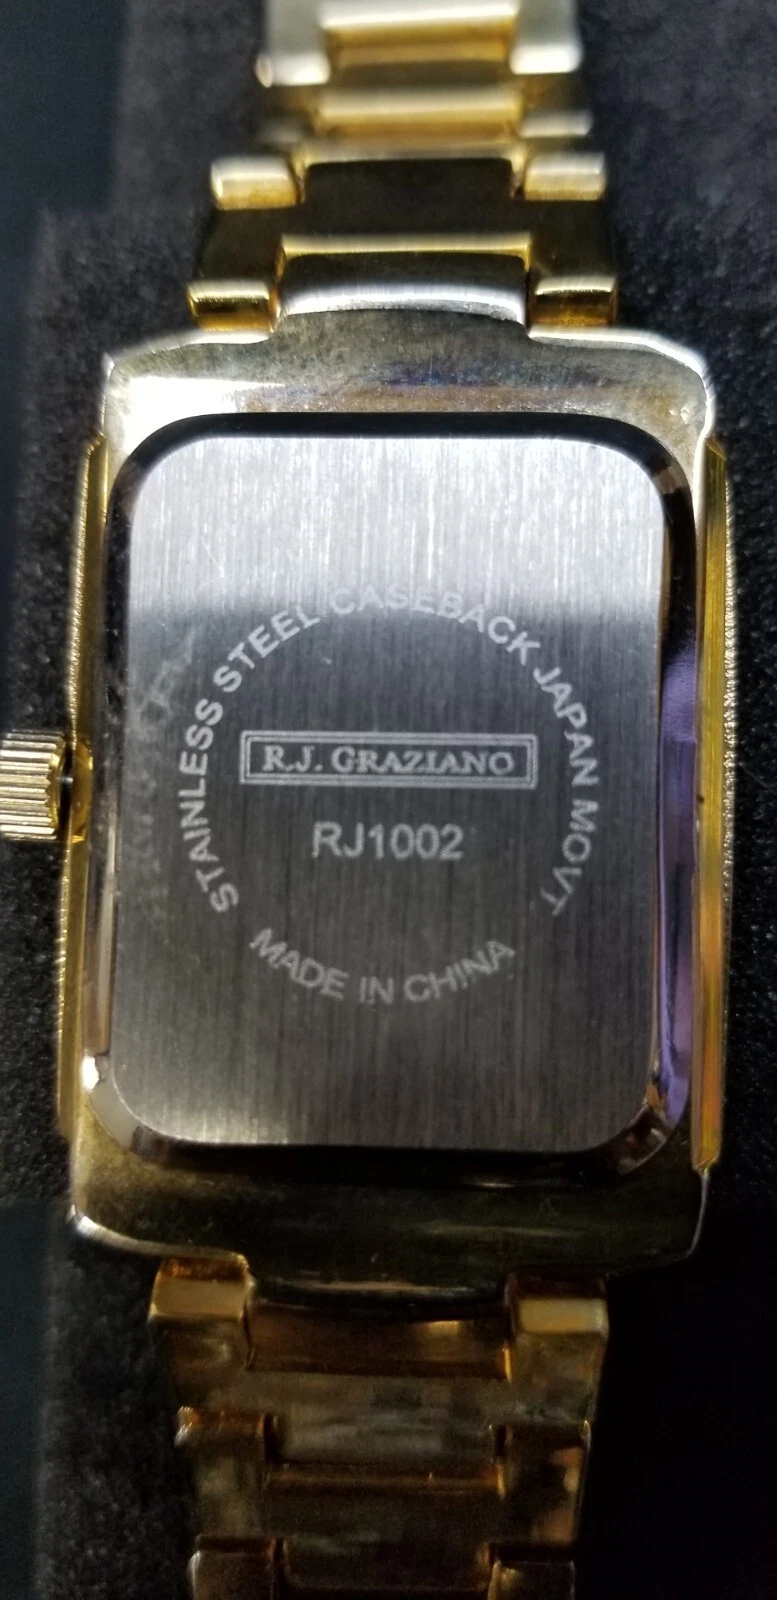 STAINLESS STEEL CASEBACK JAPAN MOVT
R.J. GRAZIANO
RJ1002
MADE IN CHINA